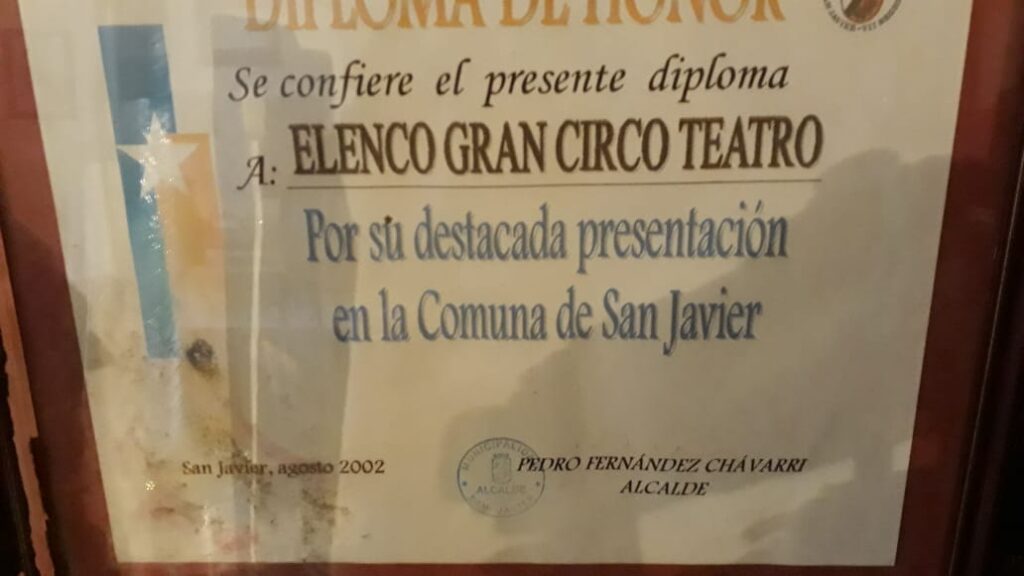 DIPLOMA DE HONOR
Se confiere el presente diploma
A: ELENCO GRAN CIRCO TEATRO
Por su destacada presentación
en la Comuna de San Javier
San Javier, agosto 2002
MUNICIPALIDAD
ALCALDE
PEDRO FERNÁNDEZ CHÁVARRI
ALCALDE